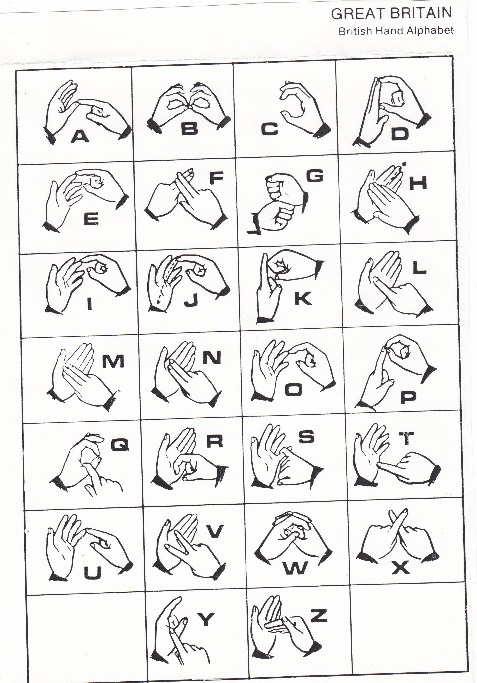 GREAT BRITAIN
British Hand Alphabet
A B C D
E F G H
I J K L
M N O P
Q R S T
U V W X
Y Z